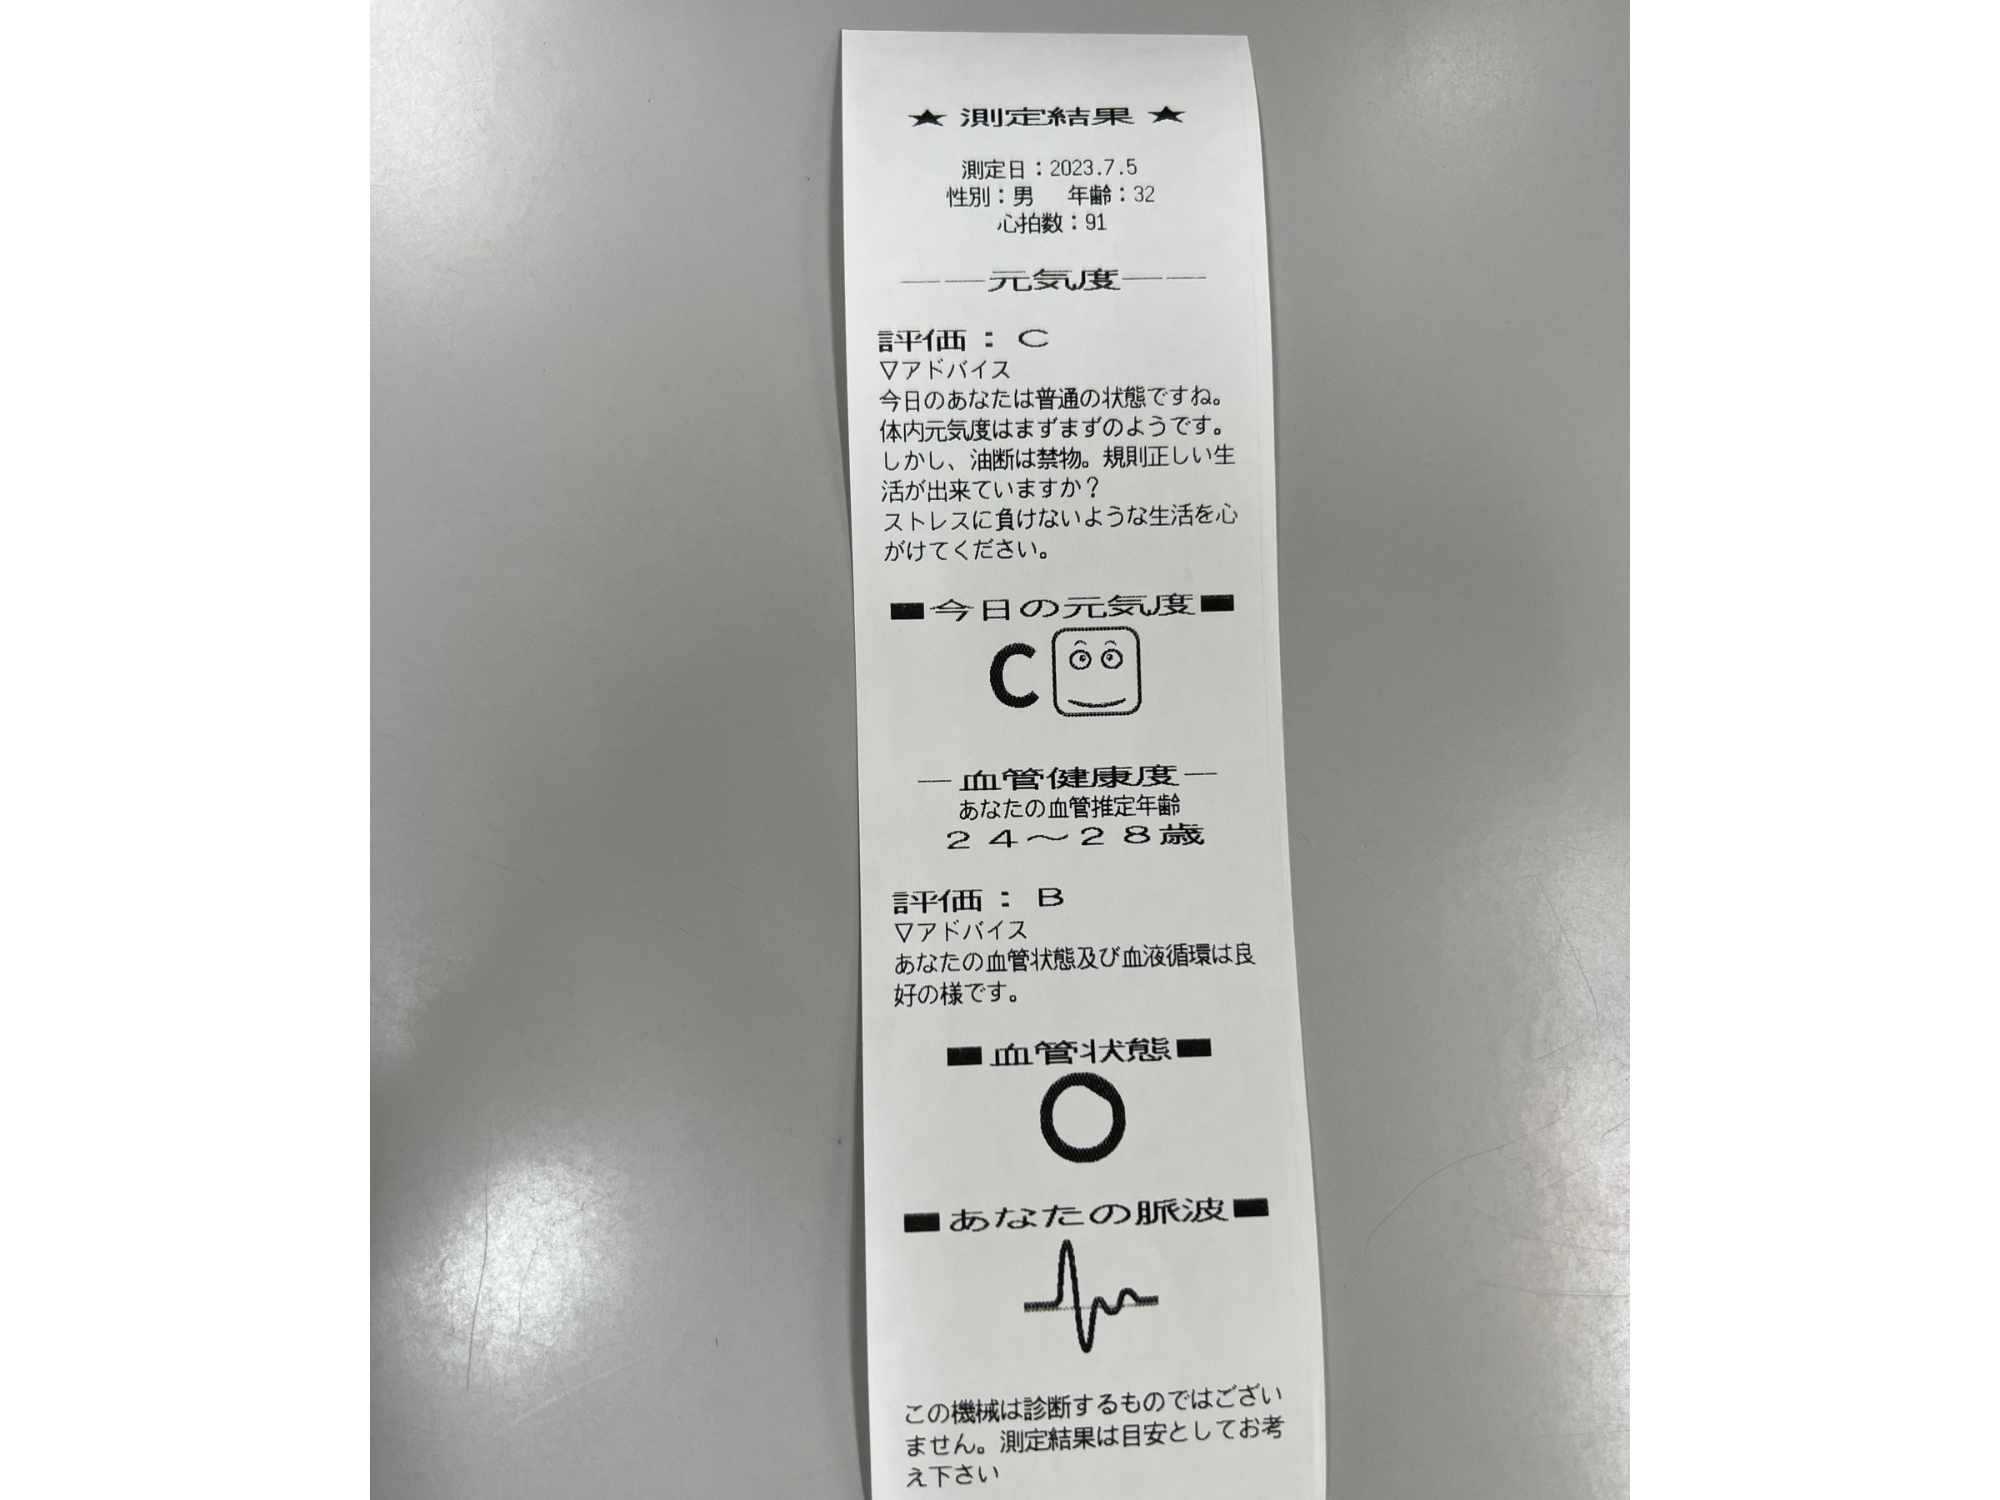 ★ 測定結果 ★
測定日：2023.7.5
性別：男 年齢：32
心拍数：91
――元気度――
評価：C
▽アドバイス
今日のあなたは普通の状態ですね。
体内元気度はまずまずのようです。
しかし、油断は禁物。規則正しい生
活が出来ていますか？
ストレスに負けないような生活を心
がけてください。
■今日の元気度■
C
―血管健康度―
あなたの血管推定年齢
２４～２８歳
評価：B
▽アドバイス
あなたの血管状態及び血液循環は良
好の様です。
■血管状態■
■あなたの脈波■
この機械は診断するものではござい
ません。測定結果は目安としてお考
え下さい